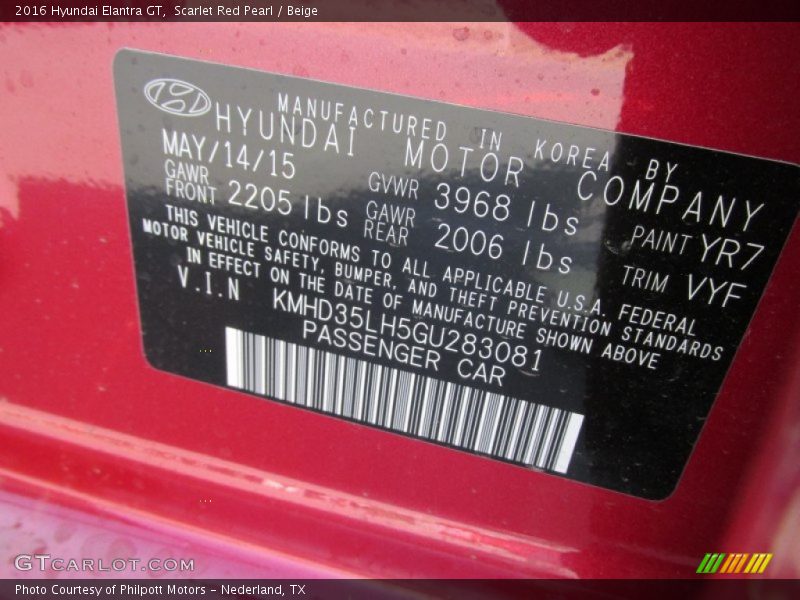 2016 Hyundai Elantra GT,  Scarlet Red Pearl / Beige
MANUFACTURED IN KOREA BY
HYUNDAI MOTOR COMPANY
MAY/14/15
GAWR FRONT 2205 lbs
GVWR 3968 lbs
GAWR REAR 2006 lbs
PAINT YR7
TRIM VYF
THIS VEHICLE CONFORMS TO ALL APPLICABLE U.S.A. FEDERAL
MOTOR VEHICLE SAFETY, BUMPER, AND THEFT PREVENTION STANDARDS
IN EFFECT ON THE DATE OF MANUFACTURE SHOWN ABOVE
V.I.N KMHD35LH5GU283081
PASSENGER CAR
GTCARLOT.COM
Photo Courtesy of Philpott Motors - Nederland, TX